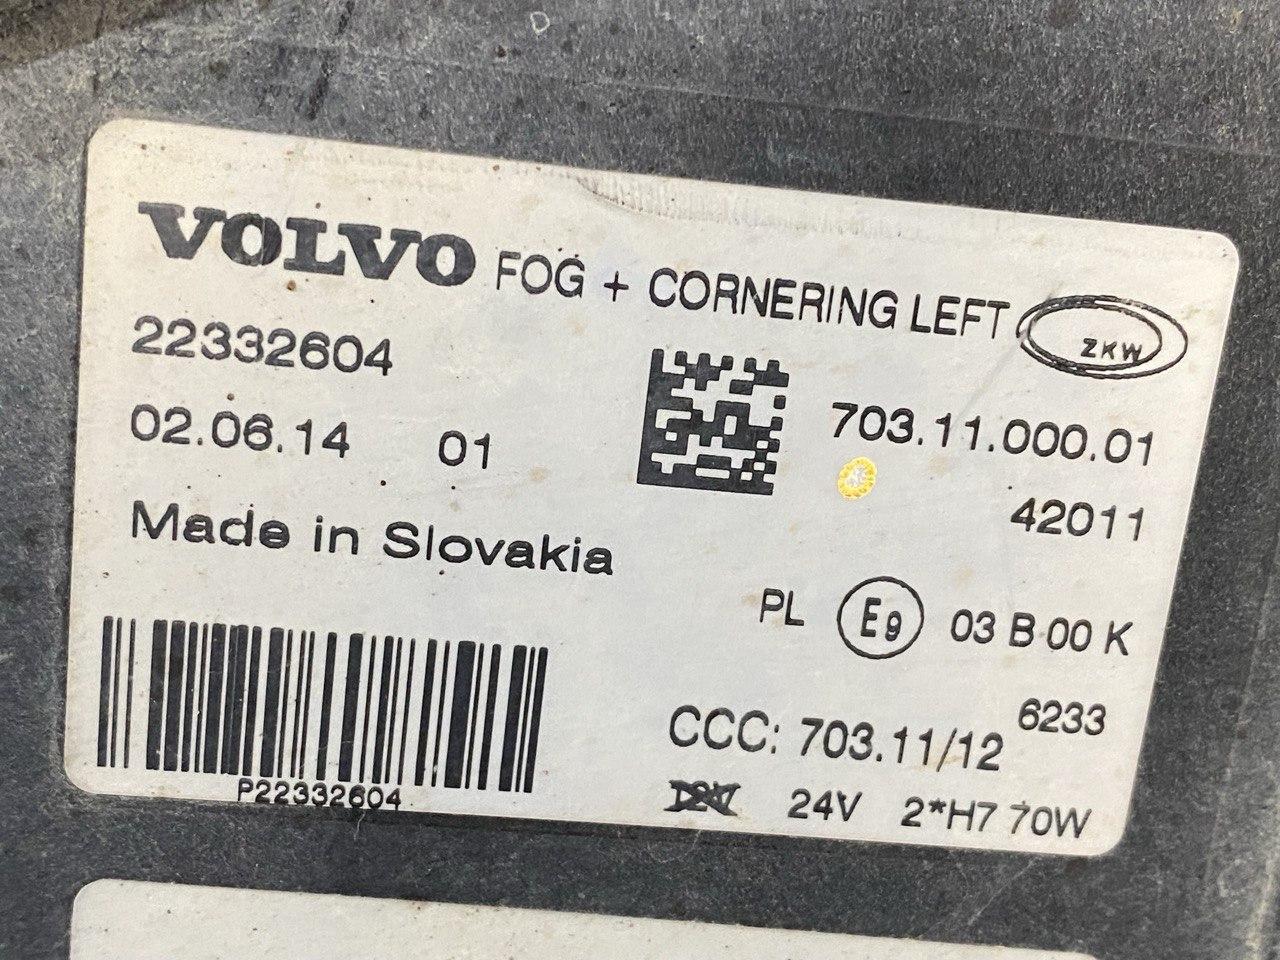 VOLVO FOG + CORNERING LEFT ZKW
22332604
703.11.000.01
02.06.14 01
42011
Made in Slovakia
PL E9 03 B 00 K
6233
CCC: 703.11/12
P22332604
12V 24V 2*H7 70W